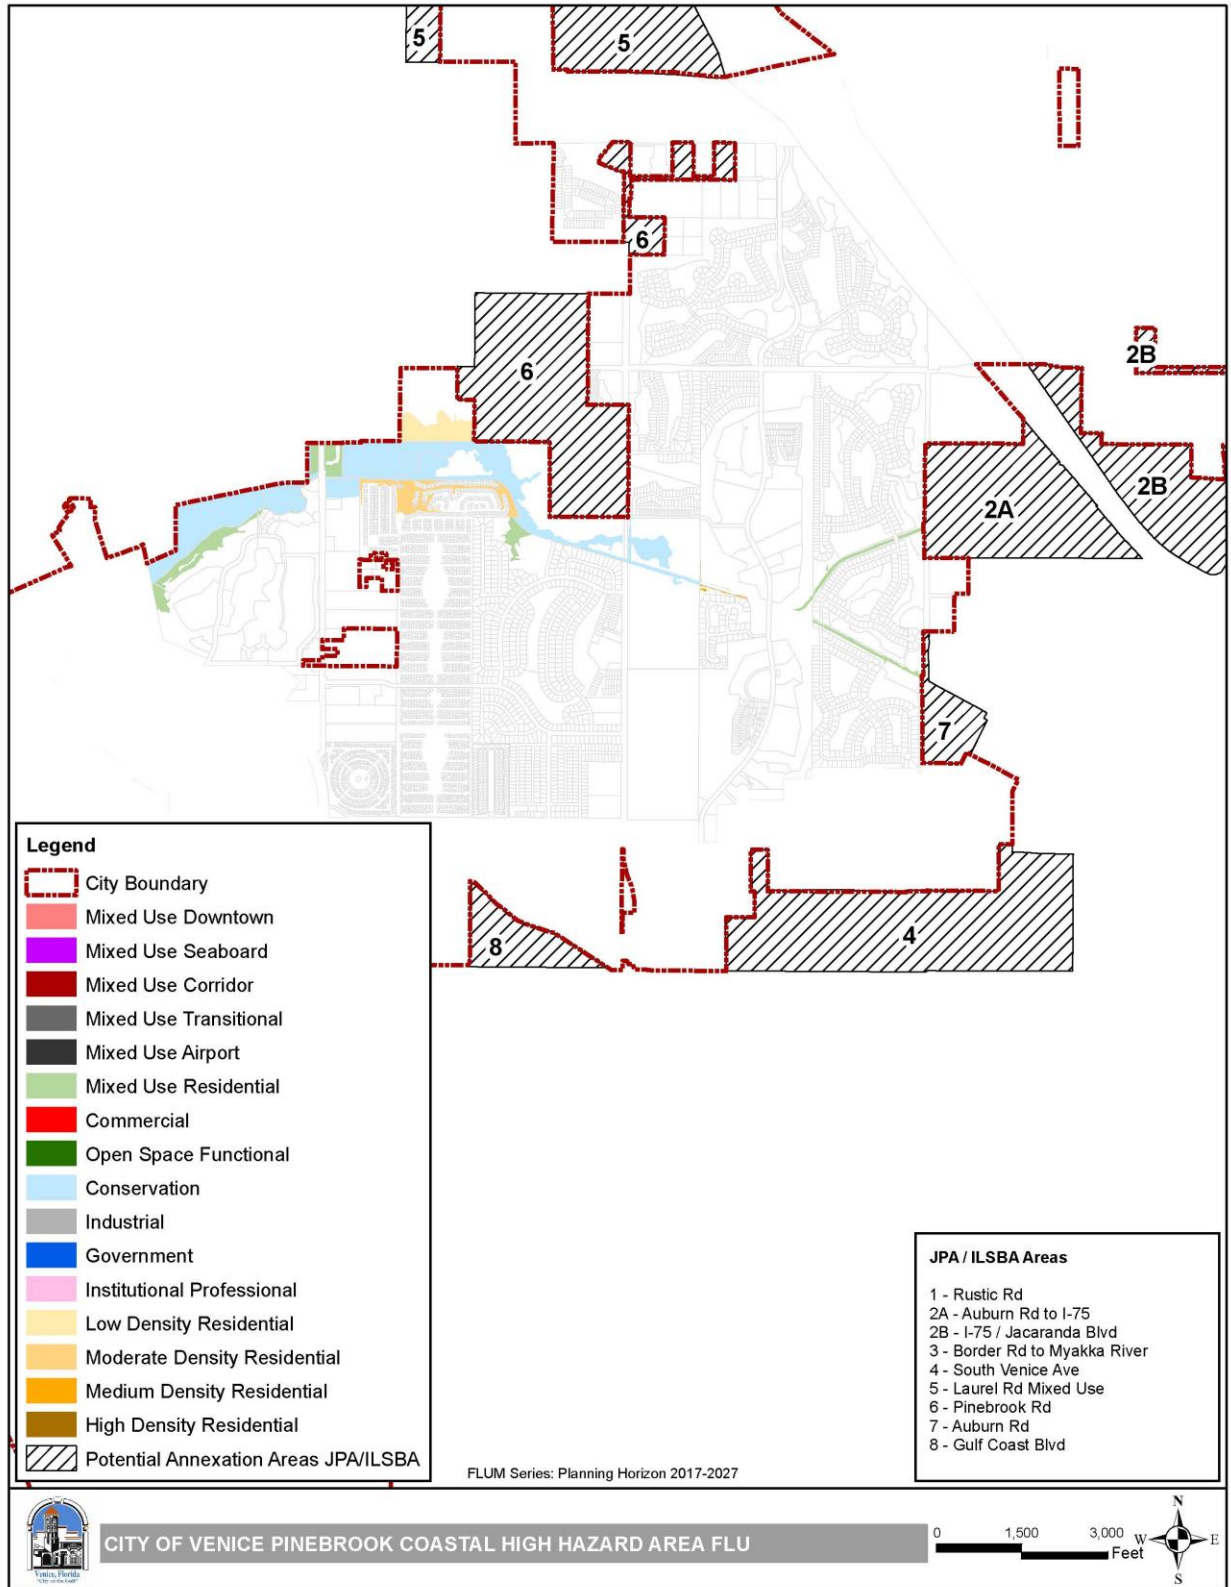 5
5
6
2B
6
2B
2A
7
4
8
Legend
City Boundary
Mixed Use Downtown
Mixed Use Seaboard
Mixed Use Corridor
Mixed Use Transitional
Mixed Use Airport
Mixed Use Residential
Commercial
Open Space Functional
Conservation
Industrial
Government
Institutional Professional
Low Density Residential
Moderate Density Residential
Medium Density Residential
High Density Residential
Potential Annexation Areas JPA/ILSBA
JPA / ILSBA Areas
1 - Rustic Rd
2A - Auburn Rd to I-75
2B - I-75 / Jacaranda Blvd
3 - Border Rd to Myakka River
4 - South Venice Ave
5 - Laurel Rd Mixed Use
6 - Pinebrook Rd
7 - Auburn Rd
8 - Gulf Coast Blvd
FLUM Series: Planning Horizon 2017-2027
Venice, Florida
"City on the Gulf"
CITY OF VENICE PINEBROOK COASTAL HIGH HAZARD AREA FLU
0 1,500 3,000
Feet
N
W E
S